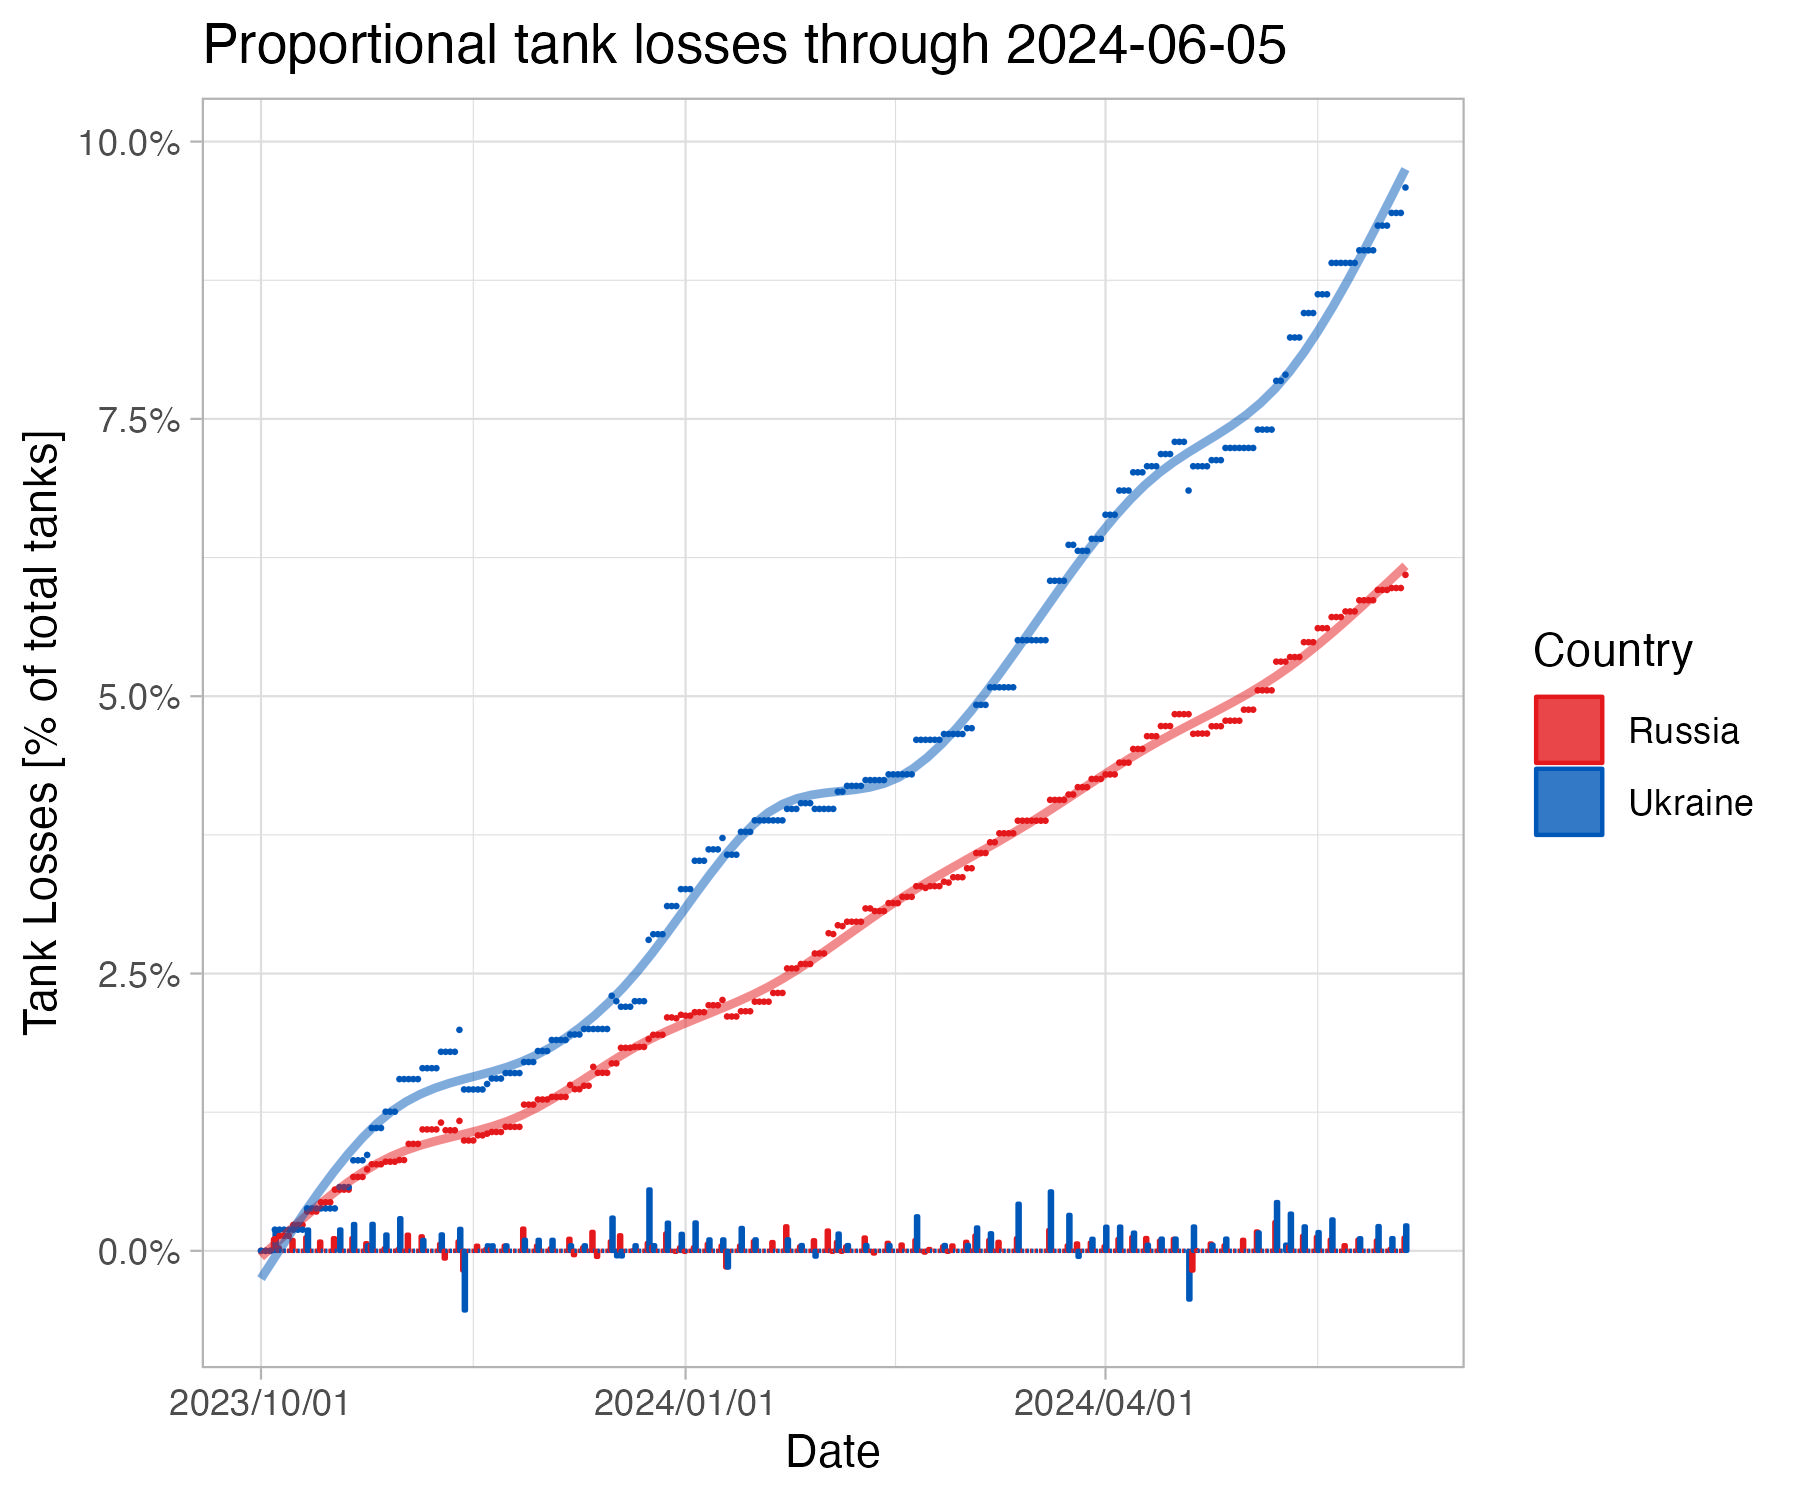 Proportional tank losses through 2024-06-05
Tank Losses [% of total tanks]
10.0%
7.5%
5.0%
2.5%
0.0%
2023/10/01
2024/01/01
2024/04/01
Date
Country
Russia
Ukraine